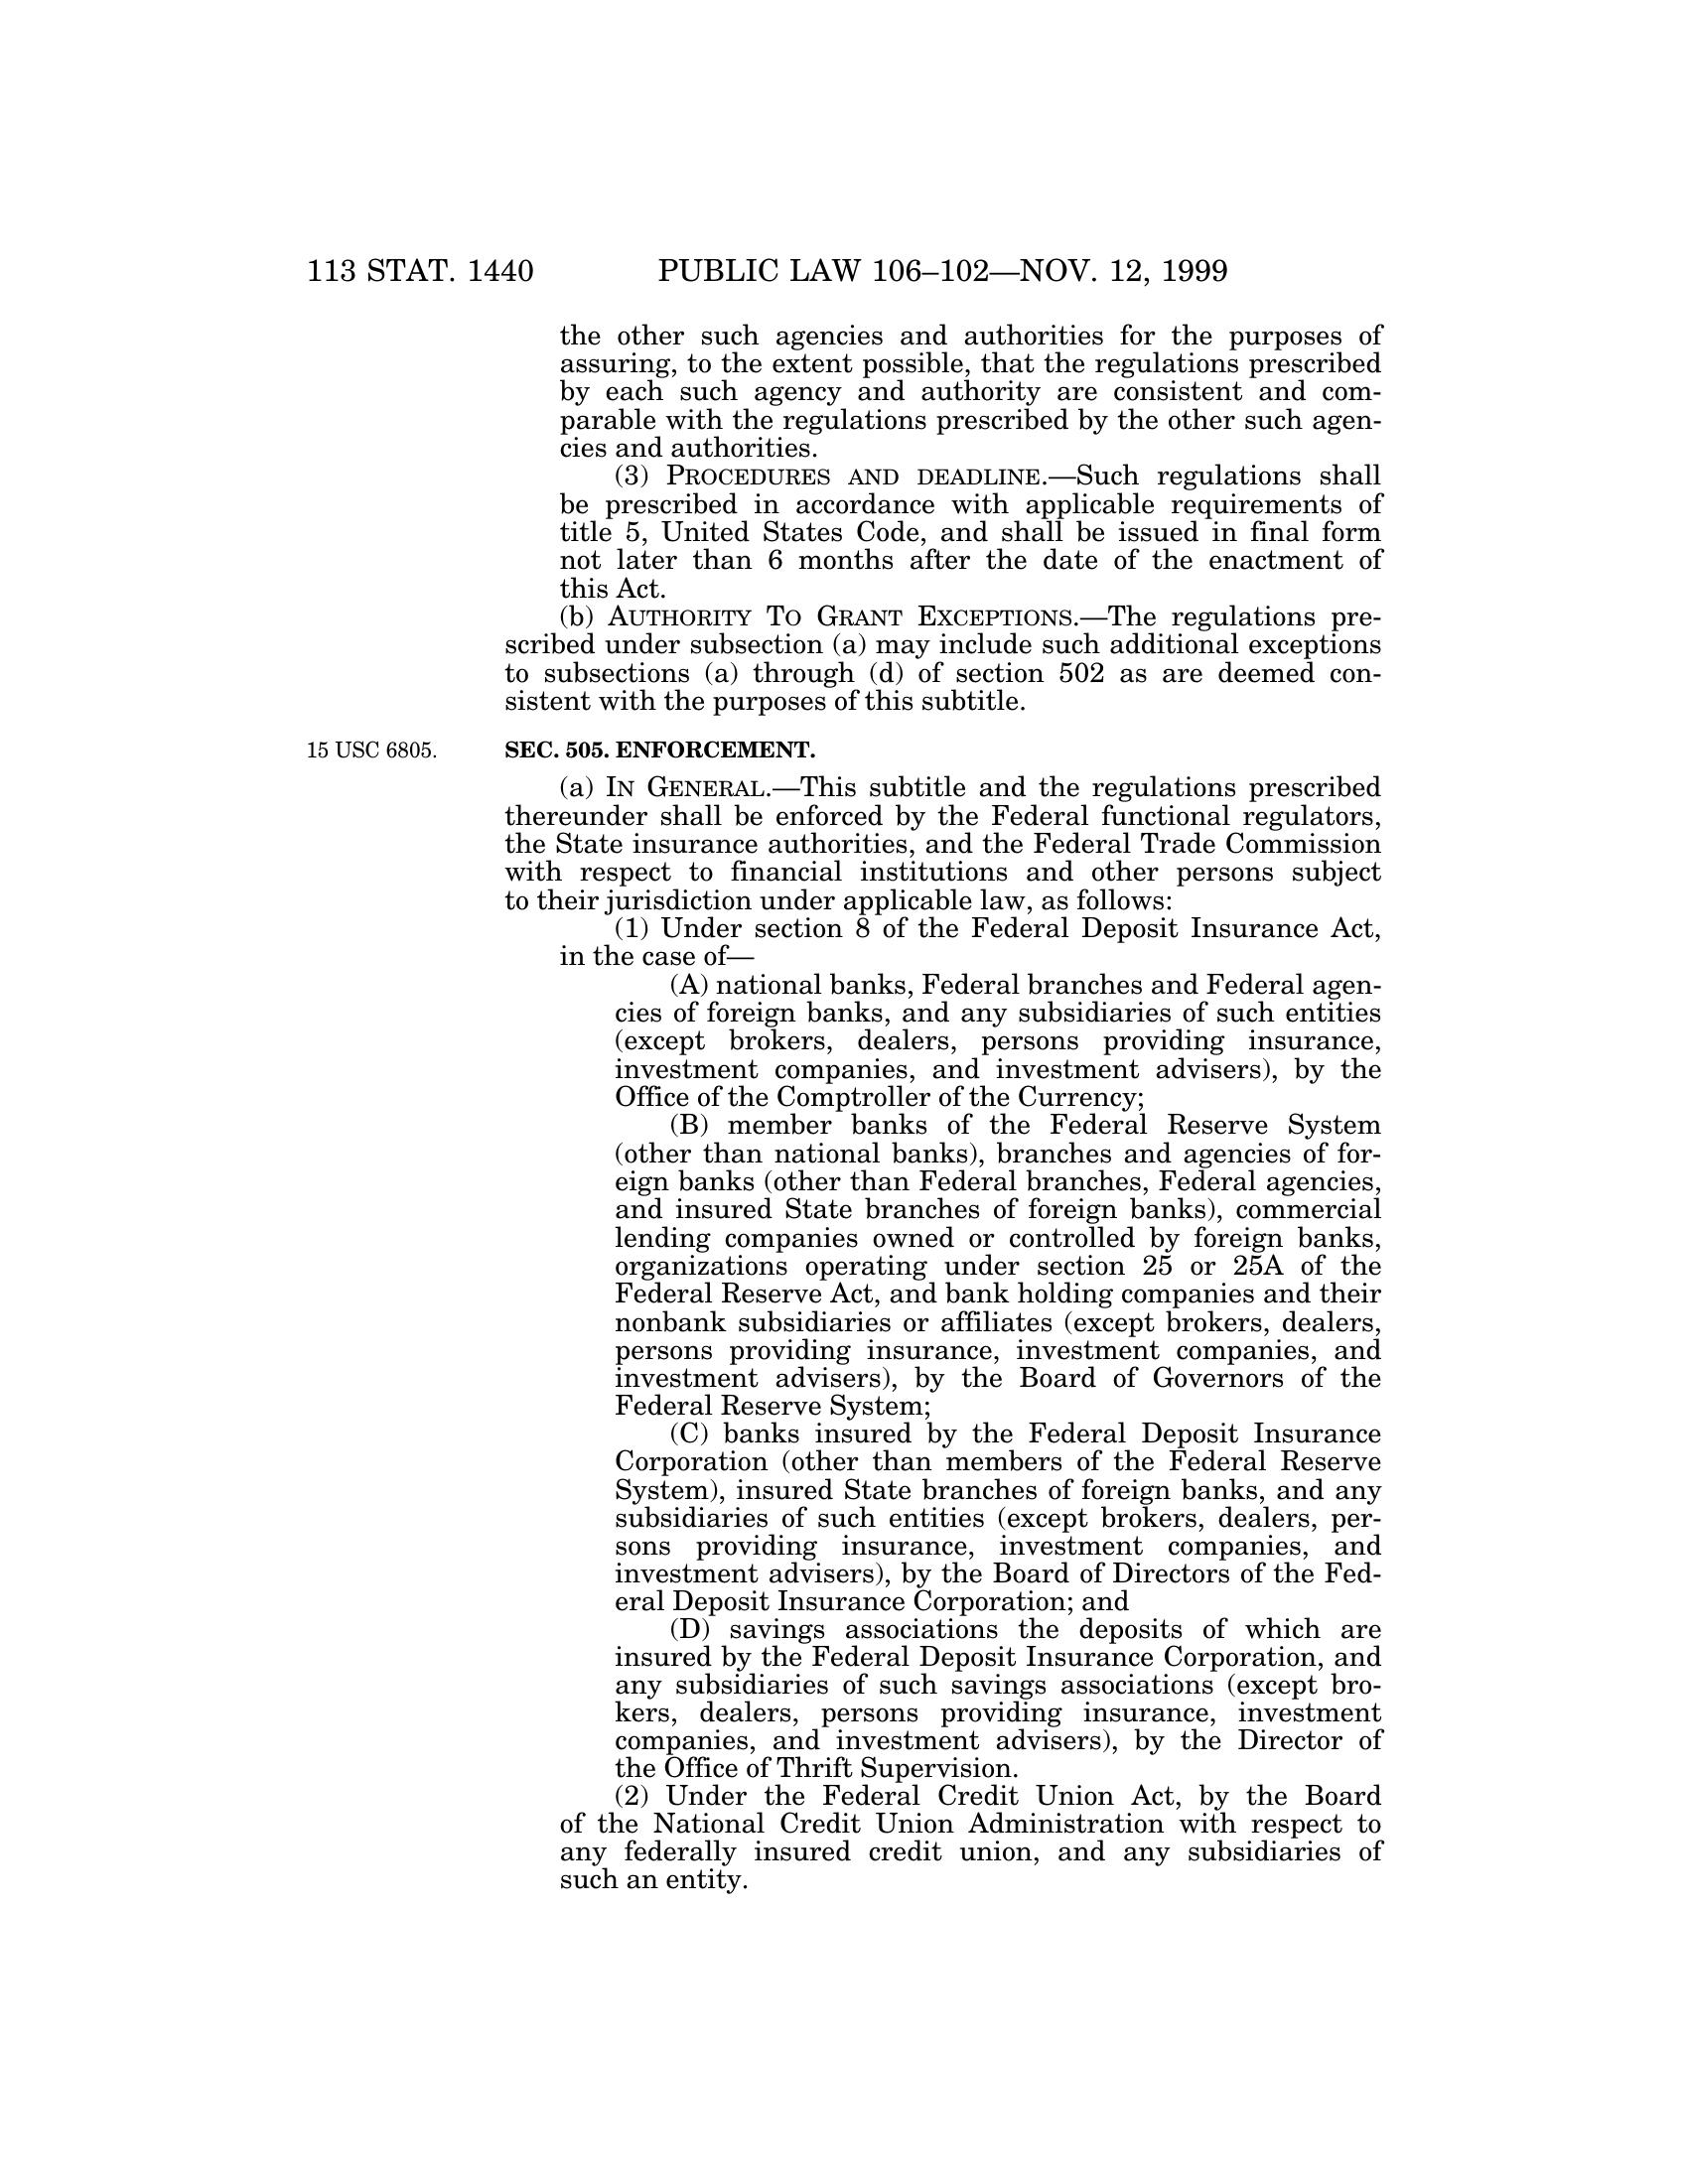 113 STAT. 1440 PUBLIC LAW 106–102—NOV. 12, 1999
the other such agencies and authorities for the purposes of
assuring, to the extent possible, that the regulations prescribed
by each such agency and authority are consistent and com-
parable with the regulations prescribed by the other such agen-
cies and authorities.
(3) PROCEDURES AND DEADLINE.—Such regulations shall
be prescribed in accordance with applicable requirements of
title 5, United States Code, and shall be issued in final form
not later than 6 months after the date of the enactment of
this Act.
(b) AUTHORITY TO GRANT EXCEPTIONS.—The regulations pre-
scribed under subsection (a) may include such additional exceptions
to subsections (a) through (d) of section 502 as are deemed con-
sistent with the purposes of this subtitle.
15 USC 6805. SEC. 505. ENFORCEMENT.
(a) IN GENERAL.—This subtitle and the regulations prescribed
thereunder shall be enforced by the Federal functional regulators,
the State insurance authorities, and the Federal Trade Commission
with respect to financial institutions and other persons subject
to their jurisdiction under applicable law, as follows:
(1) Under section 8 of the Federal Deposit Insurance Act,
in the case of—
(A) national banks, Federal branches and Federal agen-
cies of foreign banks, and any subsidiaries of such entities
(except brokers, dealers, persons providing insurance,
investment companies, and investment advisers), by the
Office of the Comptroller of the Currency;
(B) member banks of the Federal Reserve System
(other than national banks), branches and agencies of for-
eign banks (other than Federal branches, Federal agencies,
and insured State branches of foreign banks), commercial
lending companies owned or controlled by foreign banks,
organizations operating under section 25 or 25A of the
Federal Reserve Act, and bank holding companies and their
nonbank subsidiaries or affiliates (except brokers, dealers,
persons providing insurance, investment companies, and
investment advisers), by the Board of Governors of the
Federal Reserve System;
(C) banks insured by the Federal Deposit Insurance
Corporation (other than members of the Federal Reserve
System), insured State branches of foreign banks, and any
subsidiaries of such entities (except brokers, dealers, per-
sons providing insurance, investment companies, and
investment advisers), by the Board of Directors of the Fed-
eral Deposit Insurance Corporation; and
(D) savings associations the deposits of which are
insured by the Federal Deposit Insurance Corporation, and
any subsidiaries of such savings associations (except bro-
kers, dealers, persons providing insurance, investment
companies, and investment advisers), by the Director of
the Office of Thrift Supervision.
(2) Under the Federal Credit Union Act, by the Board
of the National Credit Union Administration with respect to
any federally insured credit union, and any subsidiaries of
such an entity.